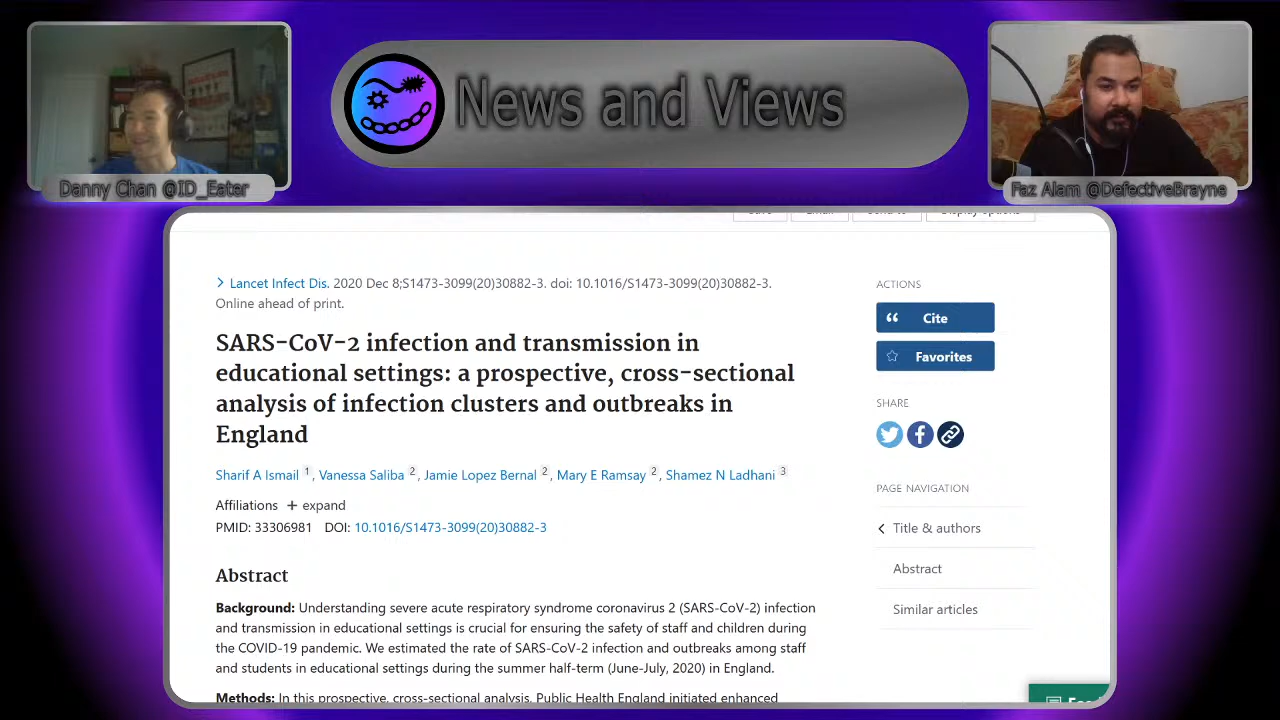 News and Views
Danny Chan @ID_Eater
Faz Alam @DefectiveBrayne
Save
Email
Send to
Display options
Lancet Infect Dis. 2020 Dec 8;S1473-3099(20)30882-3. doi: 10.1016/S1473-3099(20)30882-3.
Online ahead of print.
SARS-CoV-2 infection and transmission in
educational settings: a prospective, cross-sectional
analysis of infection clusters and outbreaks in
England
Sharif A Ismail 1, Vanessa Saliba 2, Jamie Lopez Bernal 2, Mary E Ramsay 2, Shamez N Ladhani 3
Affiliations + expand
PMID: 33306981 DOI: 10.1016/S1473-3099(20)30882-3
Abstract
Background: Understanding severe acute respiratory syndrome coronavirus 2 (SARS-CoV-2) infection
and transmission in educational settings is crucial for ensuring the safety of staff and children during
the COVID-19 pandemic. We estimated the rate of SARS-CoV-2 infection and outbreaks among staff
and students in educational settings during the summer half-term (June-July, 2020) in England.
Methods: In this prospective, cross-sectional analysis, Public Health England initiated enhanced
ACTIONS
Cite
Favorites
SHARE
PAGE NAVIGATION
Title & authors
Abstract
Similar articles